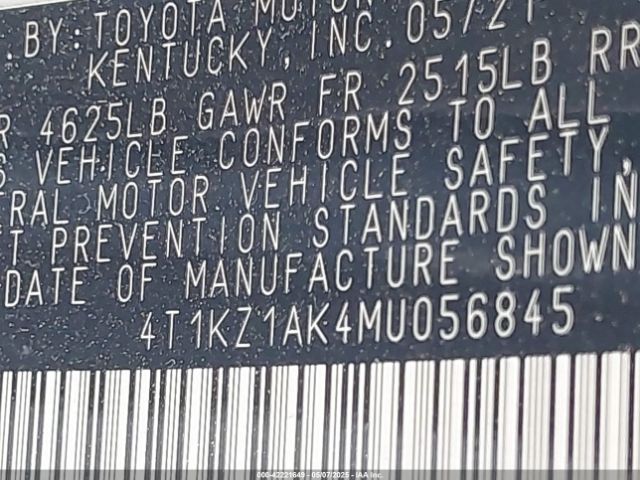 BY: TOYOTA MOTOR
KENTUCKY, INC. 05/21
4625LB GAWR FR 2515LB RR
VEHICLE CONFORMS TO ALL
MOTOR VEHICLE SAFETY,
PREVENTION STANDARDS IN
DATE OF MANUFACTURE SHOWN
4T1KZ1AK4MU056845
000-42221649 - 05/07/2025 - IAA Inc.